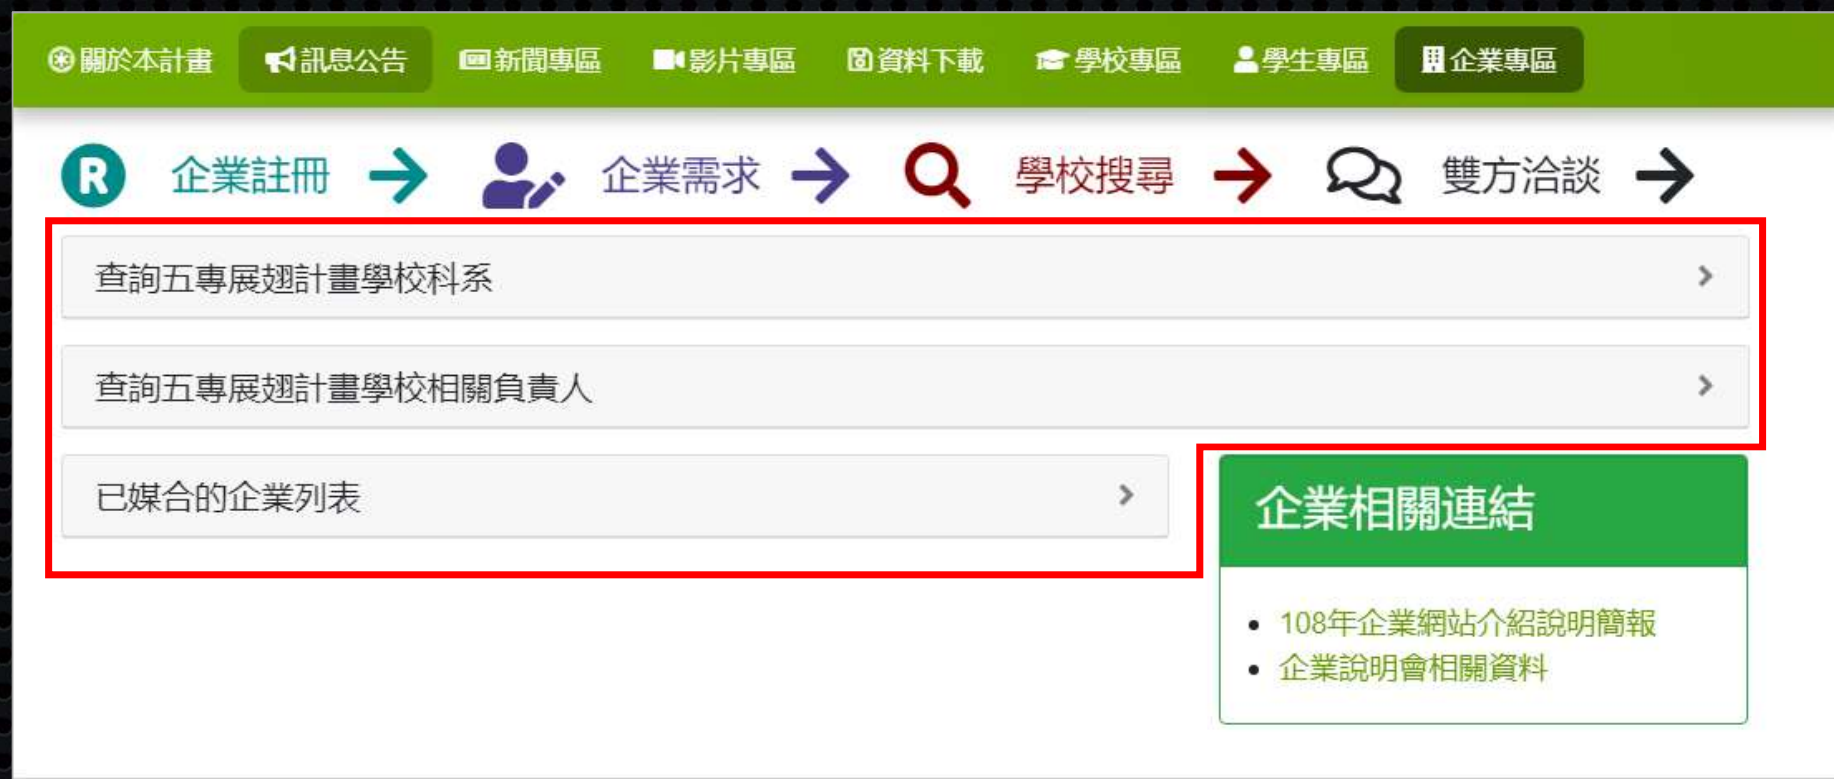 關於本計畫 訊息公告 新聞專區 影片專區 資料下載 學校專區 學生專區 企業專區
R 企業註冊 企業需求 學校搜尋 雙方洽談
查詢五專展翅計畫學校科系
查詢五專展翅計畫學校相關負責人
已媒合的企業列表
企業相關連結
108年企業網站介紹說明簡報
企業說明會相關資料